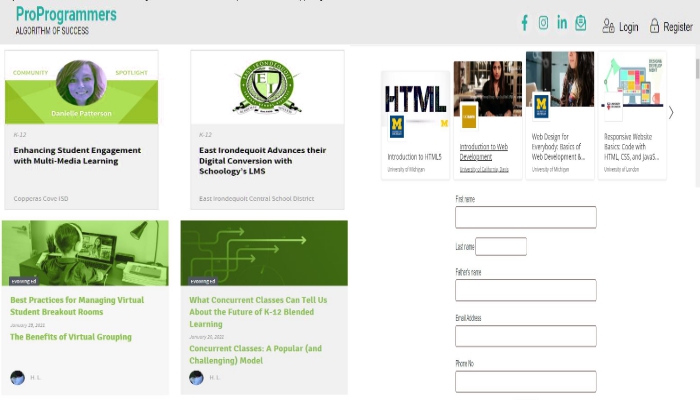 ProProgrammers
ALGORITHM OF SUCCESS
Login
Register
COMMUNITY SPOTLIGHT
Danielle Patterson
K-12
Enhancing Student Engagement
with Multi-Media Learning
Copperas Cove ISD
EAST IRONDEQUOIT
E I
K-12
East Irondequoit Advances their
Digital Conversion with
Schoology's LMS
East Irondequoit Central School District
HTML
Introduction to HTML5
University of Michigan
Introduction to Web
Development
University of California, Davis
Web Design for
Everybody: Basics of
Web Development &...
University of Michigan
Responsive Website
Basics: Code with
HTML, CSS, and JavaS...
University of London
Evolving Ed
Best Practices for Managing Virtual
Student Breakout Rooms
January 28, 2021
The Benefits of Virtual Grouping
H. L.
Evolving Ed
What Concurrent Classes Can Tell Us
About the Future of K-12 Blended
Learning
January 25, 2021
Concurrent Classes: A Popular (and
Challenging) Model
H. L.
First name
Last name
Father's name
Email Address
Phone No